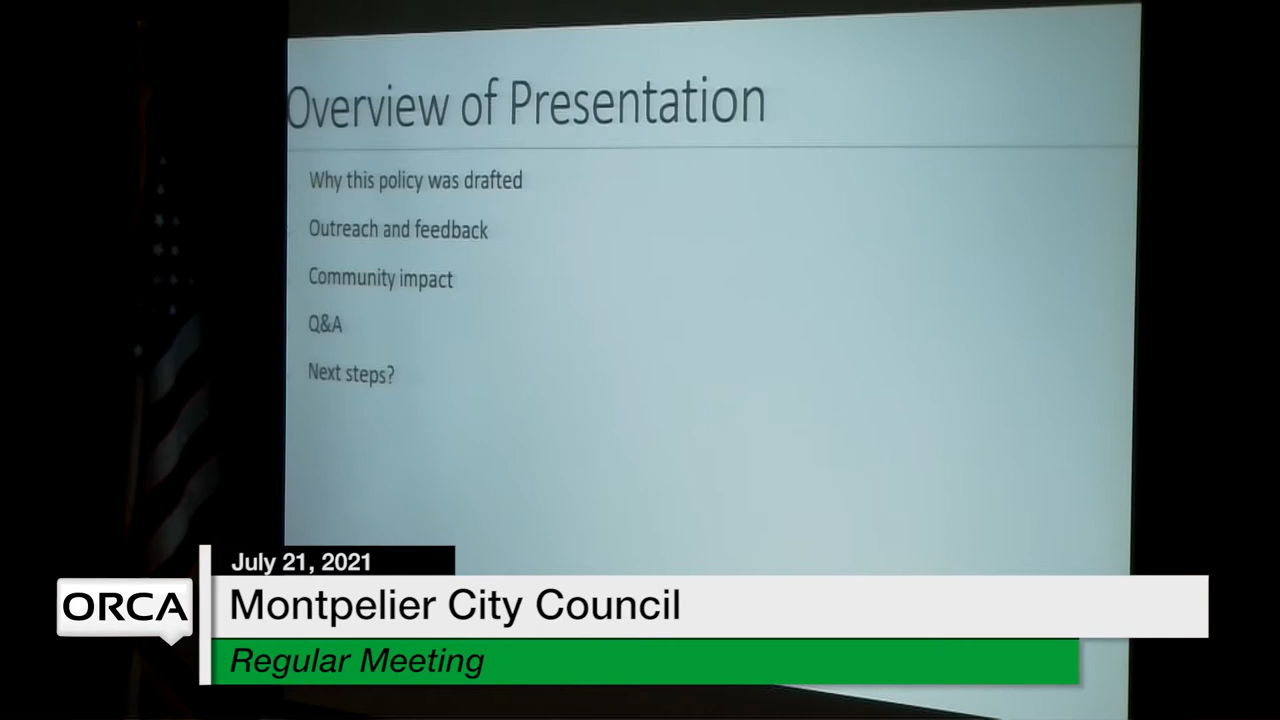 Overview of Presentation
Why this policy was drafted
Outreach and feedback
Community impact
Q&A
Next steps?
July 21, 2021
ORCA
Montpelier City Council
Regular Meeting